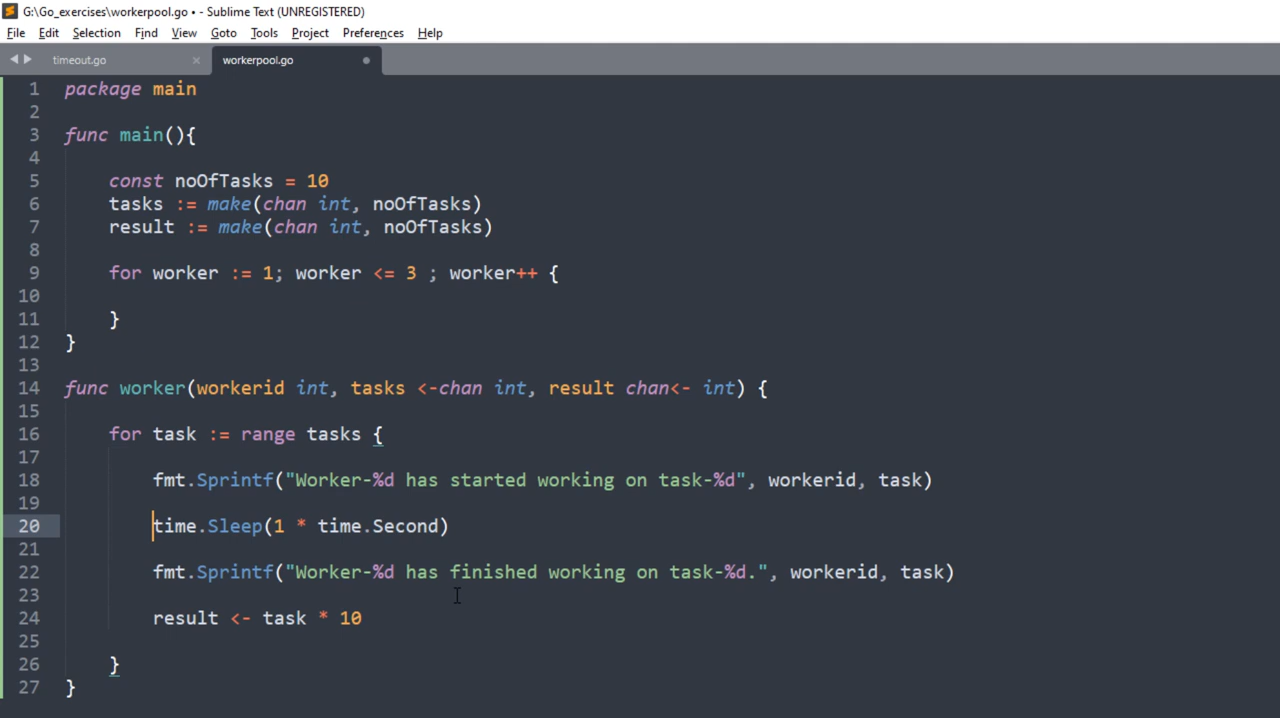 G:\Go_exercises\workerpool.go • - Sublime Text (UNREGISTERED)
File Edit Selection Find View Goto Tools Project Preferences Help
timeout.go × workerpool.go
1 package main
2
3 func main(){
4
5 const noOfTasks = 10
6 tasks := make(chan int, noOfTasks)
7 result := make(chan int, noOfTasks)
8
9 for worker := 1; worker <= 3 ; worker++ {
10
11 }
12 }
13
14 func worker(workerid int, tasks <-chan int, result chan<- int) {
15
16 for task := range tasks {
17
18 fmt.Sprintf("Worker-%d has started working on task-%d", workerid, task)
19
20 time.Sleep(1 * time.Second)
21
22 fmt.Sprintf("Worker-%d has finished working on task-%d.", workerid, task)
23
24 result <- task * 10
25
26 }
27 }